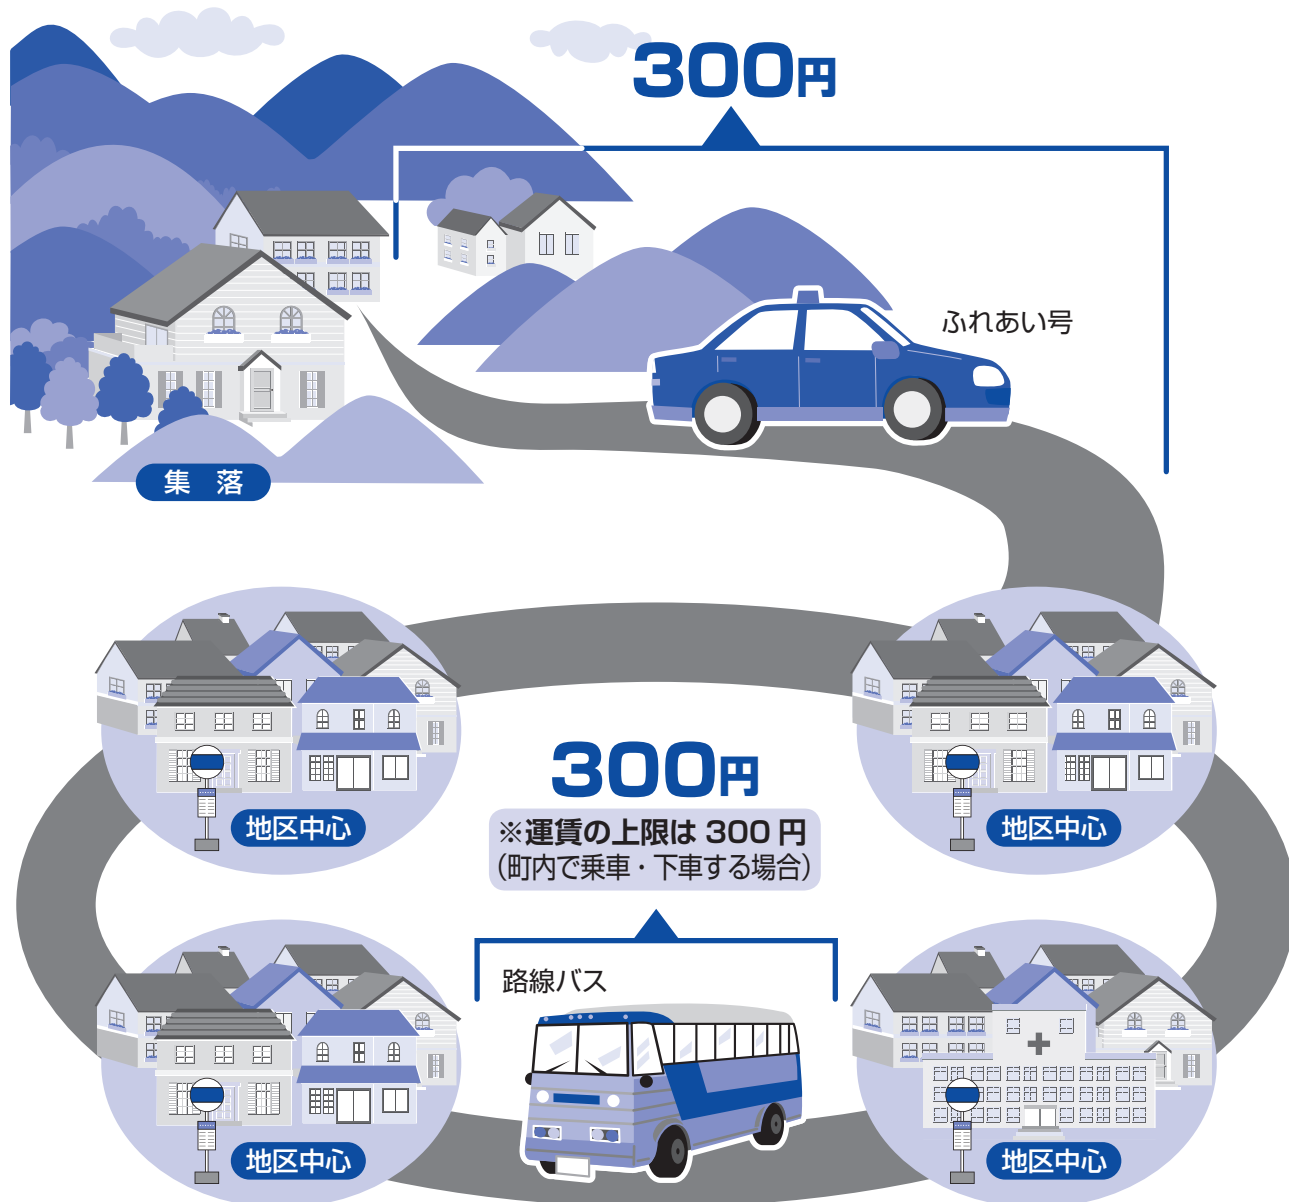 300円
ふれあい号
集 落
地区中心
地区中心
300円
※運賃の上限は 300 円
(町内で乗車・下車する場合)
路線バス
地区中心
地区中心